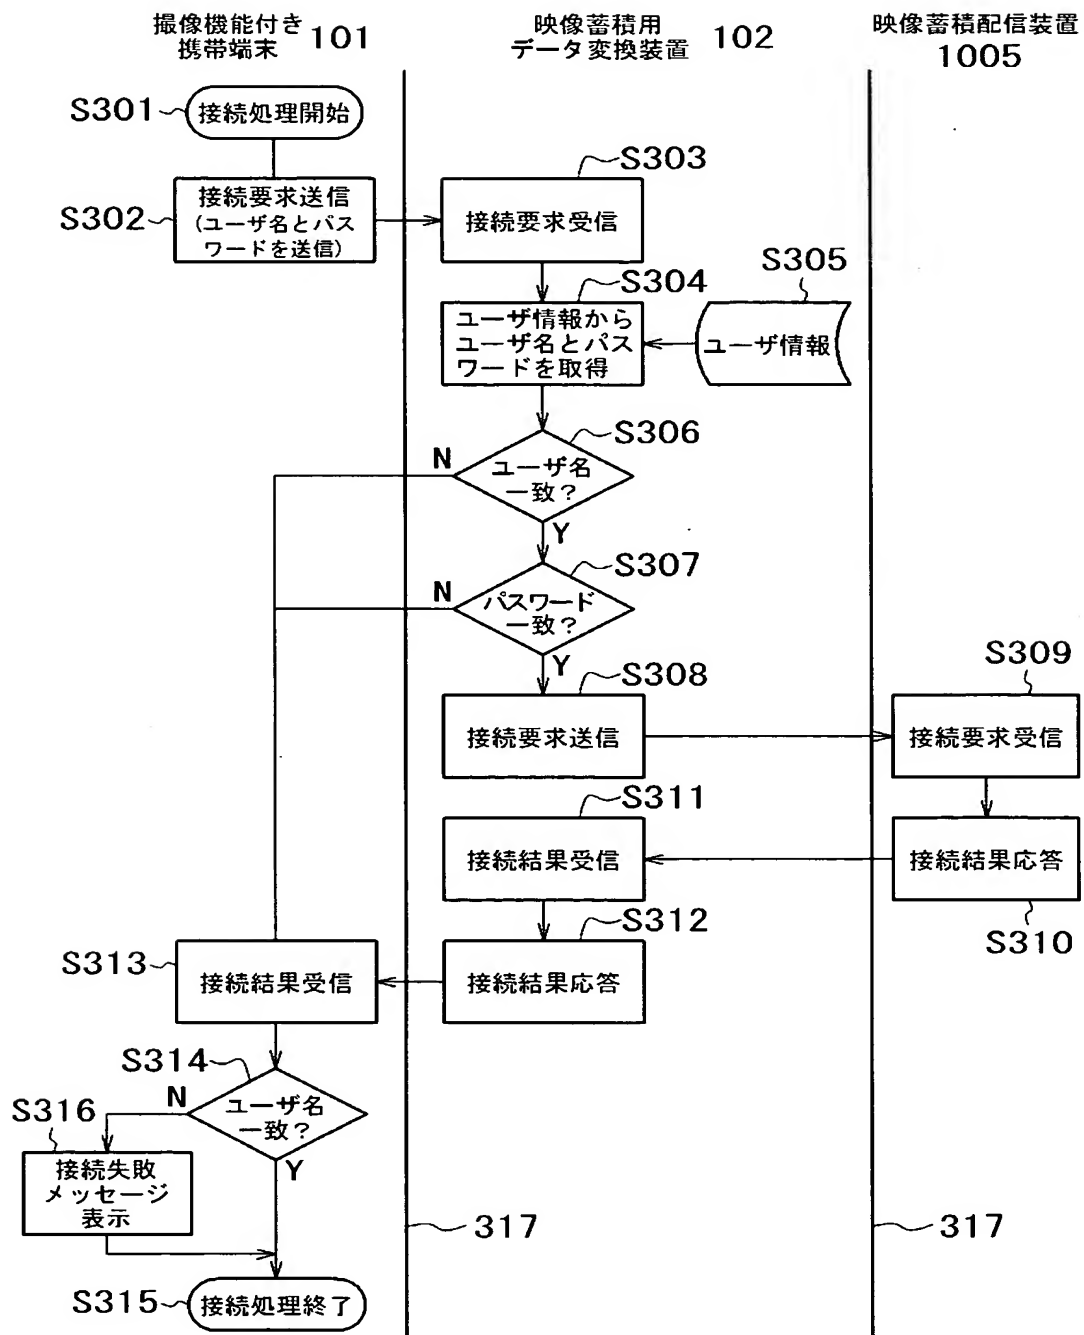 撮像機能付き
携帯端末 101
映像蓄積用
データ変換装置 102
映像蓄積配信装置
1005
S301
接続処理開始
S302
接続要求送信
(ユーザ名とパス
ワードを送信)
S303
接続要求受信
S304
ユーザ情報から
ユーザ名とパス
ワードを取得
S305
ユーザ情報
S306
ユーザ名
一致?
N
Y
S307
パスワード
一致?
N
Y
S308
接続要求送信
S309
接続要求受信
S310
接続結果応答
S311
接続結果受信
S312
接続結果応答
S313
接続結果受信
S314
ユーザ名
一致?
N
Y
S316
接続失敗
メッセージ
表示
S315
接続処理終了
317
317